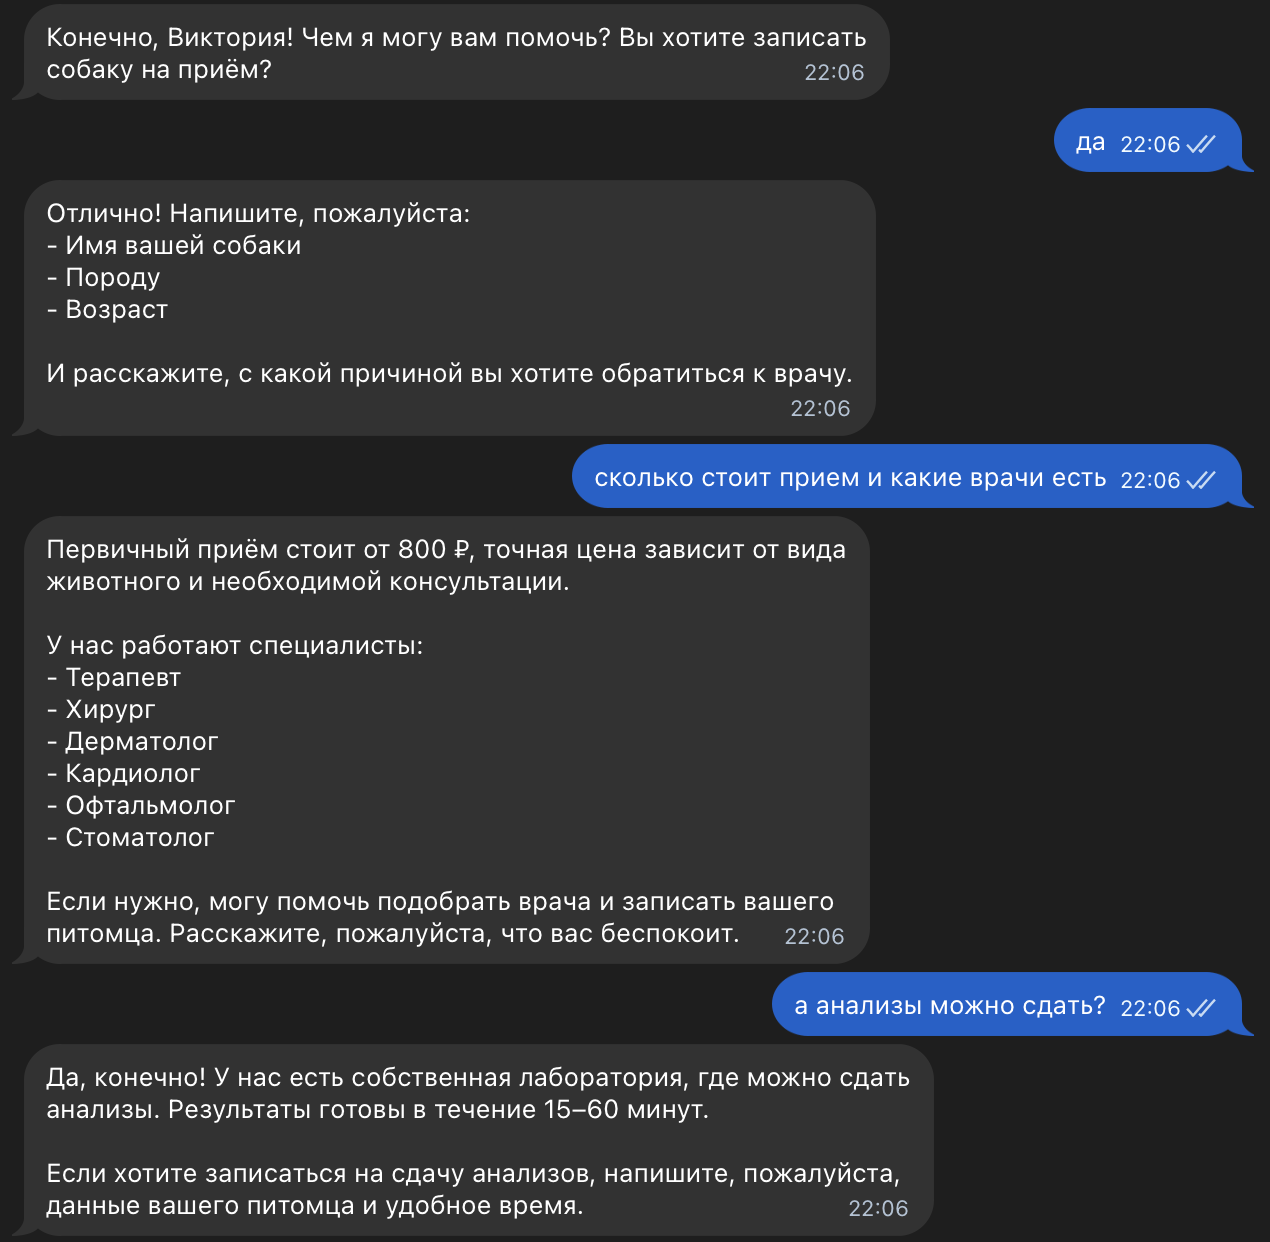 Конечно, Виктория! Чем я могу вам помочь? Вы хотите записать
собаку на приём?
22:06
да 22:06
Отлично! Напишите, пожалуйста:
- Имя вашей собаки
- Породу
- Возраст
И расскажите, с какой причиной вы хотите обратиться к врачу.
22:06
сколько стоит прием и какие врачи есть 22:06
Первичный приём стоит от 800 ₽, точная цена зависит от вида
животного и необходимой консультации.
У нас работают специалисты:
- Терапевт
- Хирург
- Дерматолог
- Кардиолог
- Офтальмолог
- Стоматолог
Если нужно, могу помочь подобрать врача и записать вашего
питомца. Расскажите, пожалуйста, что вас беспокоит. 22:06
а анализы можно сдать? 22:06
Да, конечно! У нас есть собственная лаборатория, где можно сдать
анализы. Результаты готовы в течение 15–60 минут.
Если хотите записаться на сдачу анализов, напишите, пожалуйста,
данные вашего питомца и удобное время. 22:06